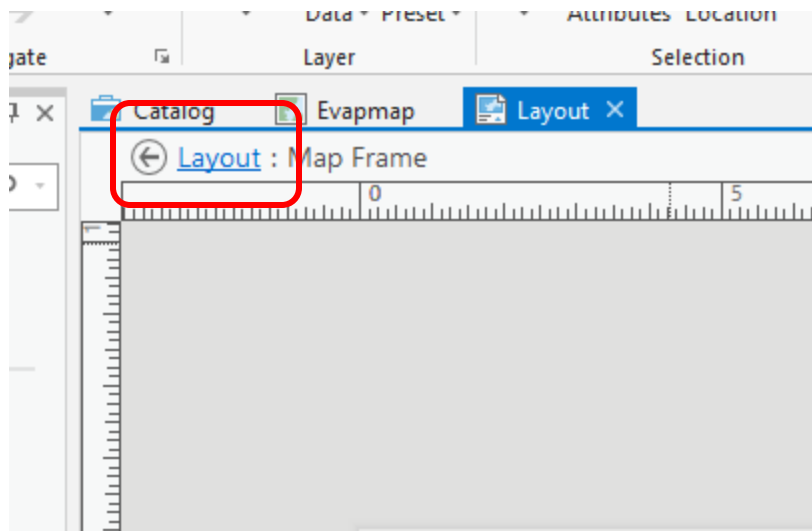 Data Preset Attributes Location
gate Layer Selection
Catalog Evapmap Layout
Layout : Map Frame
0 5